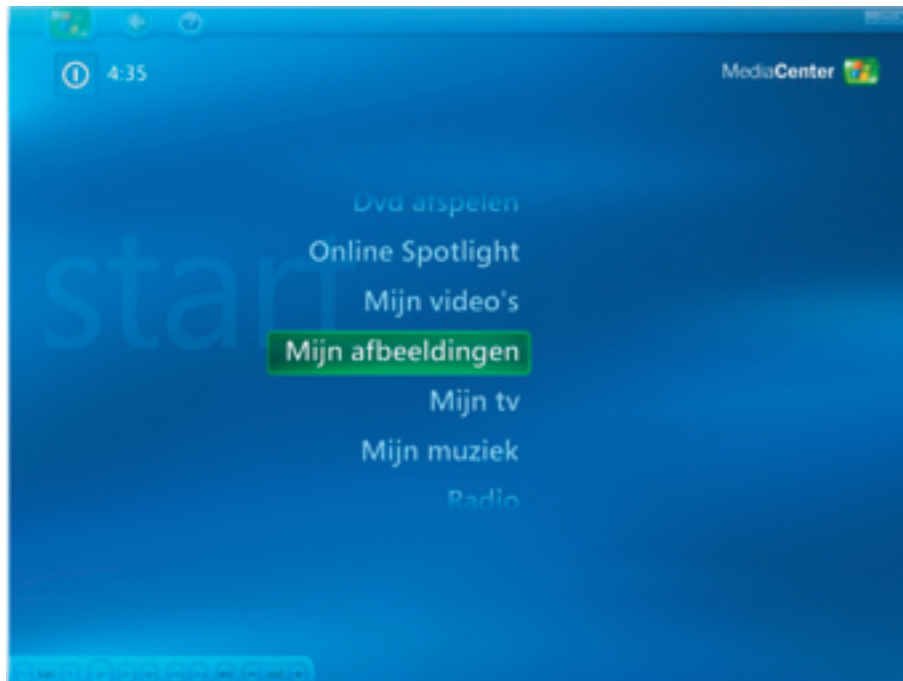 4:35
MediaCenter
start
Dvd afspelen
Online Spotlight
Mijn video's
Mijn afbeeldingen
Mijn tv
Mijn muziek
Radio